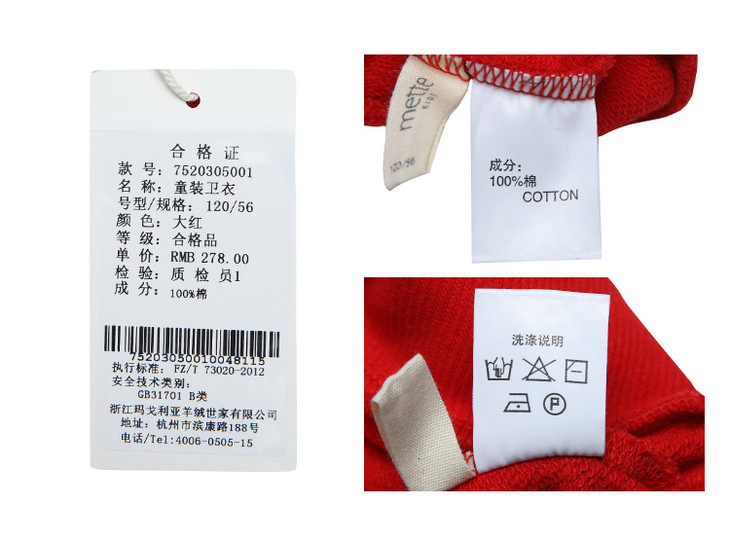 合格证
款 号: 7520305001
名 称: 童装卫衣
号型/规格: 120/56
颜 色: 大红
等 级: 合格品
单 价: RMB 278.00
检 验: 质 检 员1
成 分: 100%棉
75203050010048115
执行标准: FZ/T 73020-2012
安全技术类别:
GB31701 B类
浙江玛戈利亚羊绒世家有限公司
地址: 杭州市滨康路188号
电话/Tel:4006-0505-15
mette
KIDS
120/56
成分:
100%棉
COTTON
洗涤说明
P